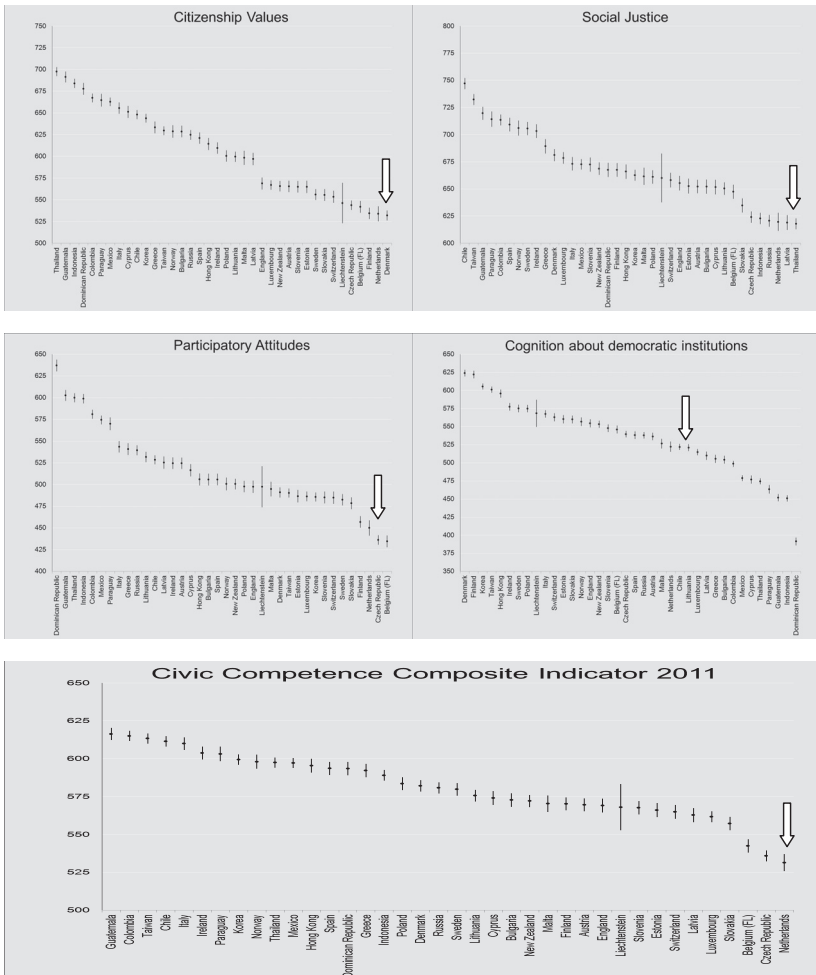 Citizenship Values
750
725
700
675
650
625
600
575
550
525
500
Thailand
Guatemala
Indonesia
Dominican Republic
Colombia
Paraguay
Mexico
Italy
Cyprus
Chile
Korea
Greece
Taiwan
Norway
Bulgaria
Russia
Spain
Hong Kong
Ireland
Poland
Lithuania
Malta
Latvia
England
Luxembourg
New Zealand
Austria
Slovenia
Estonia
Sweden
Slovakia
Switzerland
Liechtenstein
Czech Republic
Belgium (FL)
Finland
Netherlands
Denmark
Social Justice
800
775
750
725
700
675
650
625
600
Chile
Taiwan
Guatemala
Paraguay
Colombia
Spain
Norway
Sweden
Ireland
Greece
Denmark
Luxembourg
Italy
Mexico
Slovenia
New Zealand
Dominican Republic
Finland
Hong Kong
Korea
Malta
Poland
Liechtenstein
Switzerland
England
Estonia
Austria
Bulgaria
Cyprus
Lithuania
Belgium (FL)
Slovakia
Czech Republic
Indonesia
Russia
Netherlands
Latvia
Thailand
Participatory Attitudes
650
625
600
575
550
525
500
475
450
425
400
Dominican Republic
Guatemala
Thailand
Indonesia
Colombia
Mexico
Paraguay
Italy
Greece
Russia
Lithuania
Chile
Latvia
Ireland
Austria
Cyprus
Hong Kong
Bulgaria
Spain
Norway
New Zealand
Poland
England
Liechtenstein
Malta
Denmark
Taiwan
Estonia
Luxembourg
Korea
Slovenia
Switzerland
Sweden
Slovakia
Finland
Netherlands
Czech Republic
Belgium (FL)
Cognition about democratic institutions
650
625
600
575
550
525
500
475
450
425
400
375
350
Denmark
Finland
Korea
Taiwan
Hong Kong
Ireland
Sweden
Poland
Liechtenstein
Italy
Switzerland
Estonia
Slovakia
Norway
England
New Zealand
Slovenia
Belgium (FL)
Czech Republic
Spain
Russia
Austria
Malta
Netherlands
Chile
Lithuania
Luxembourg
Latvia
Greece
Bulgaria
Colombia
Mexico
Cyprus
Thailand
Paraguay
Guatemala
Indonesia
Dominican Republic
Civic Competence Composite Indicator 2011
650
625
600
575
550
525
500
Guatemala
Colombia
Taiwan
Chile
Italy
Ireland
Paraguay
Korea
Norway
Thailand
Mexico
Hong Kong
Spain
Dominican Republic
Greece
Indonesia
Poland
Denmark
Russia
Sweden
Lithuania
Cyprus
Bulgaria
New Zealand
Malta
Finland
Austria
England
Liechtenstein
Slovenia
Estonia
Switzerland
Latvia
Luxembourg
Slovakia
Belgium (FL)
Czech Republic
Netherlands